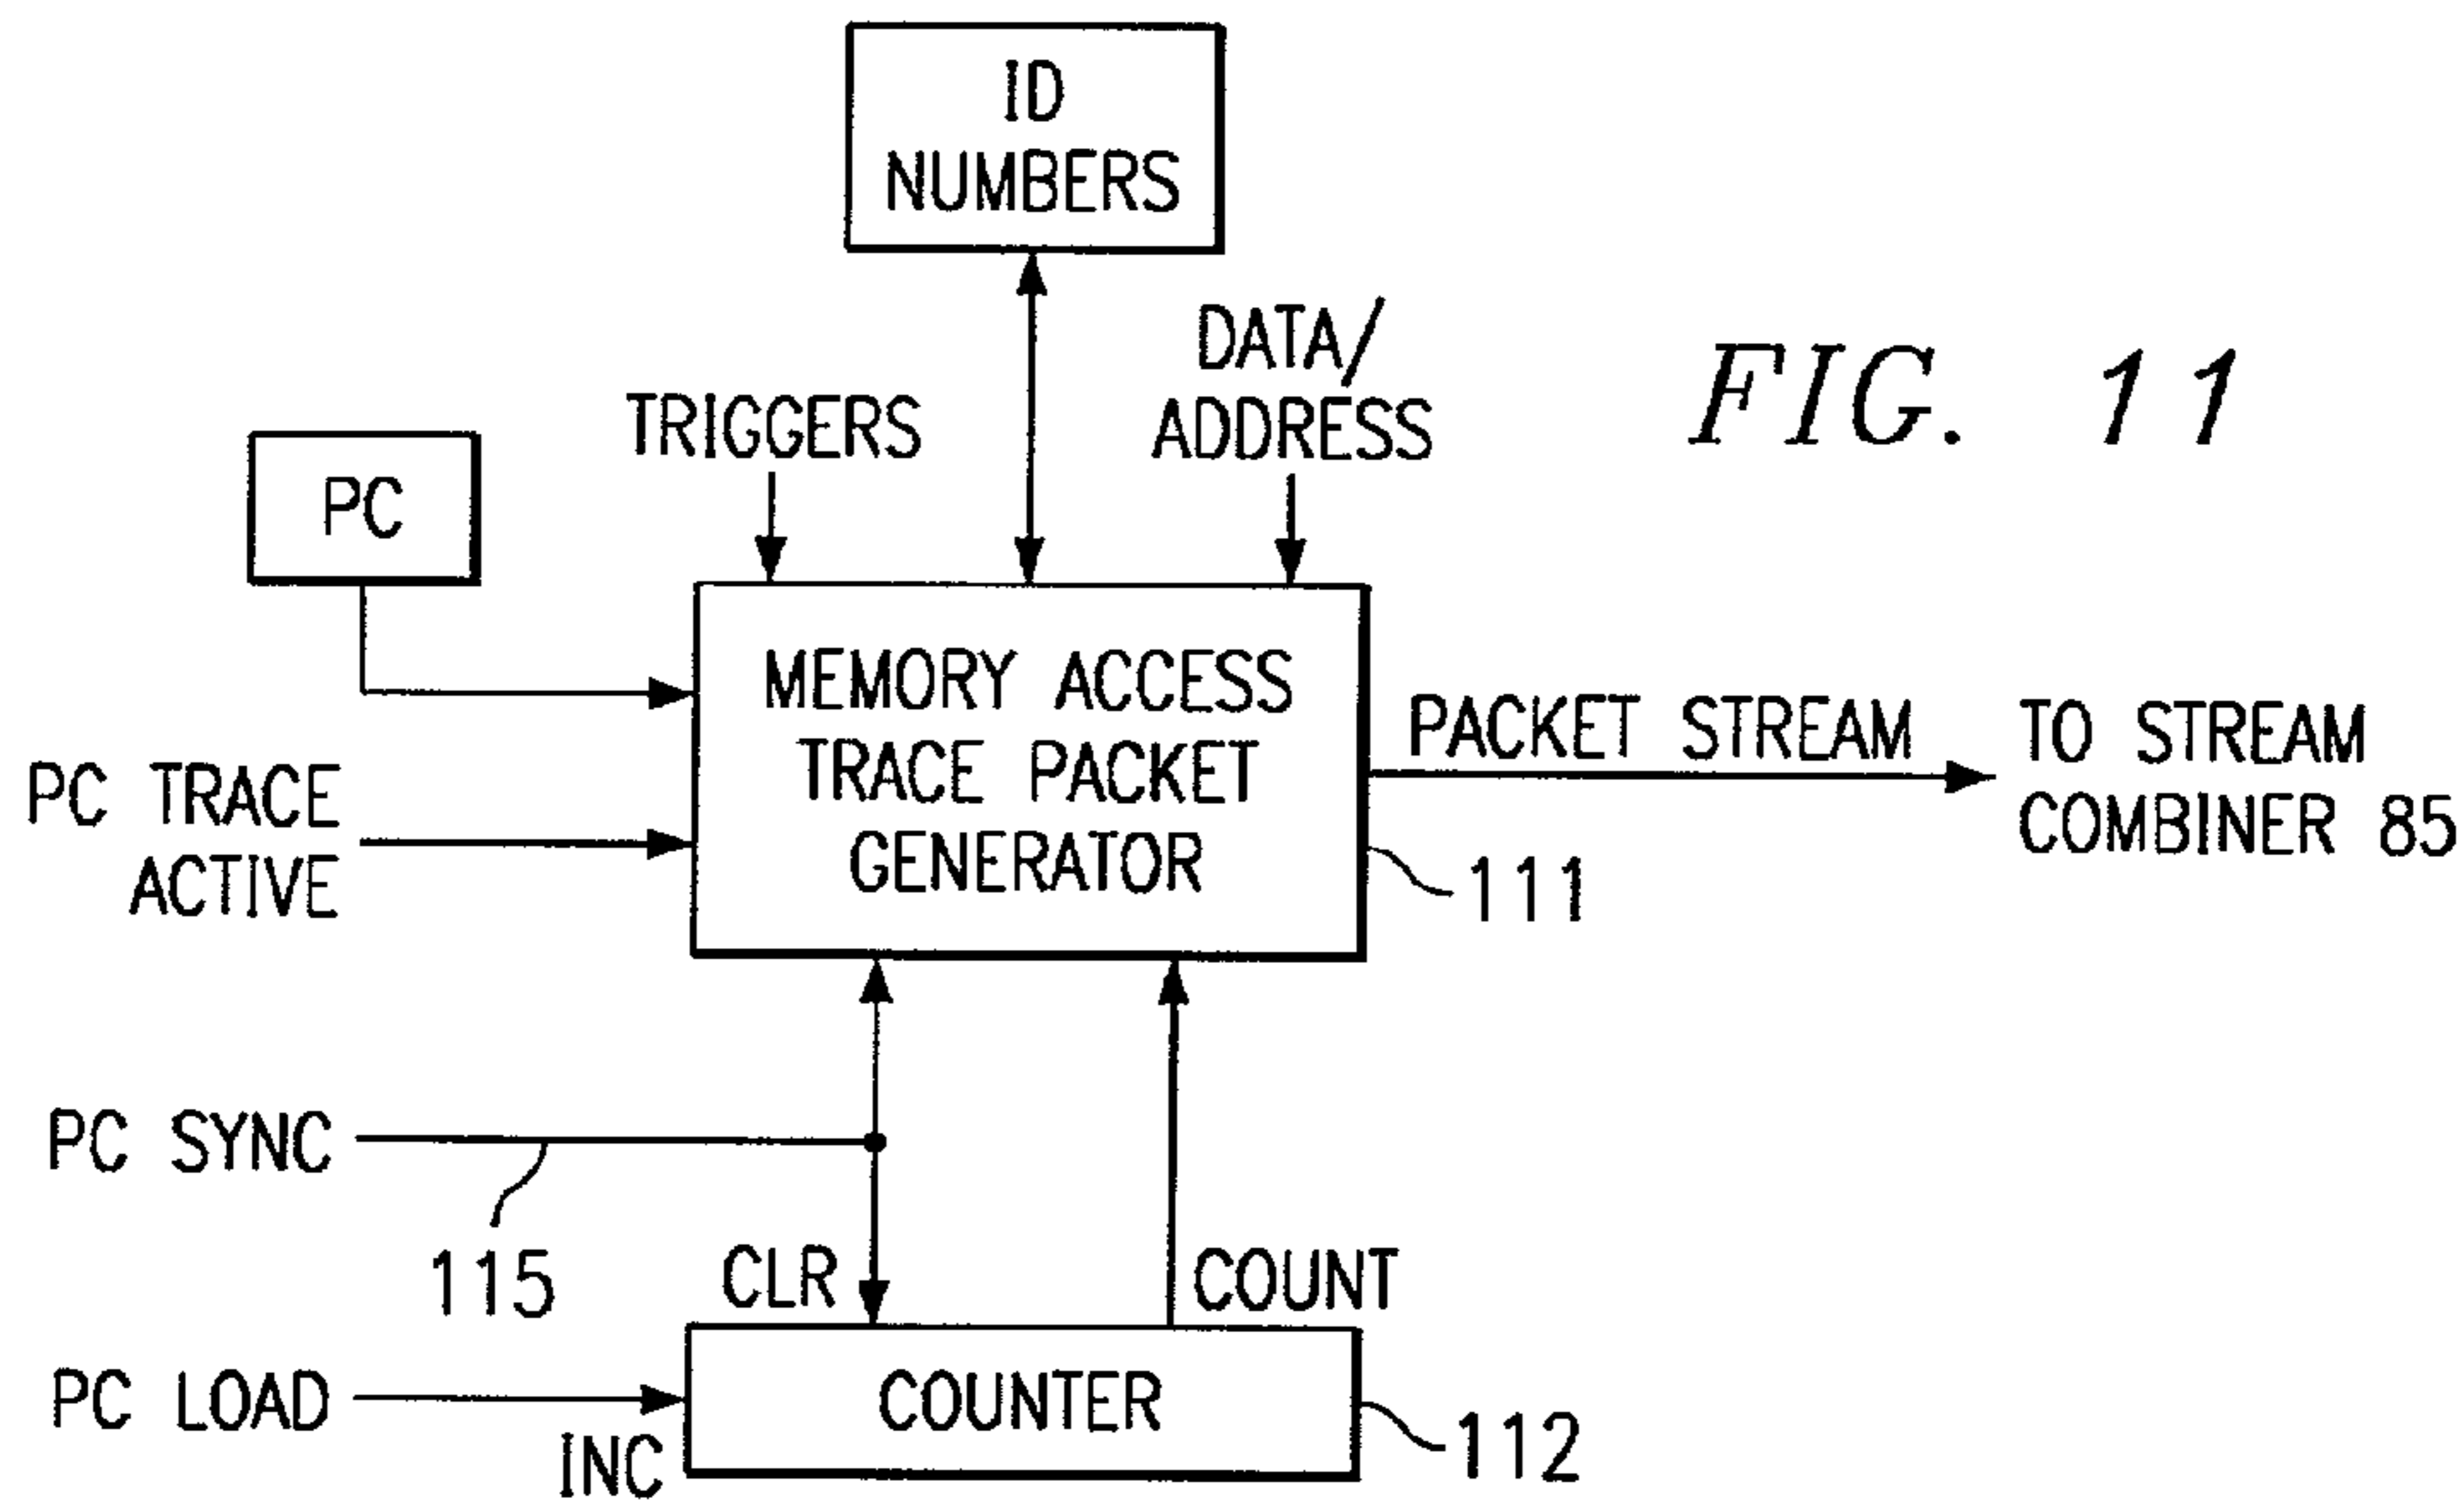 ID
NUMBERS
DATA/
ADDRESS
TRIGGERS
FIG. 11
PC
MEMORY ACCESS
TRACE PACKET
GENERATOR
PACKET STREAM
TO STREAM
COMBINER 85
PC TRACE
ACTIVE
111
PC SYNC
115
CLR
COUNT
PC LOAD
INC
COUNTER
112